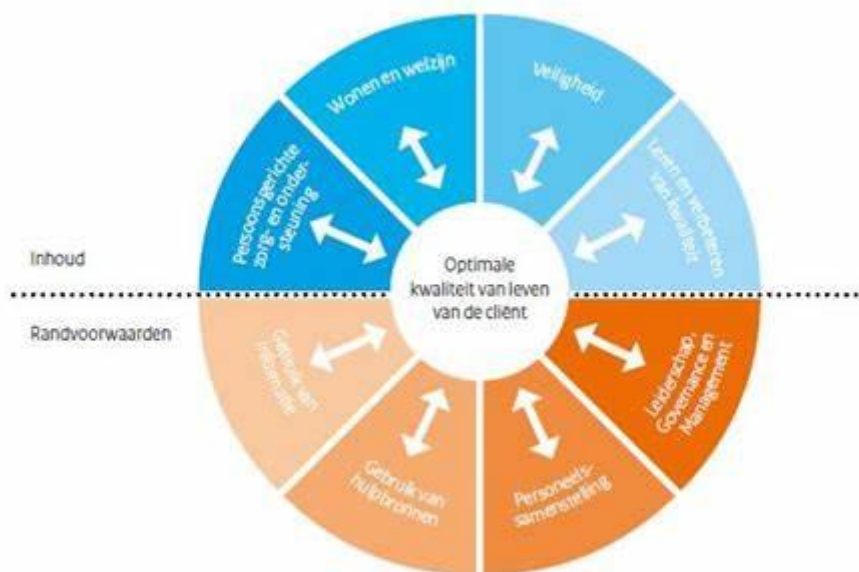 Wonen en welzijn
Veiligheid
Persoonsgerichte
zorg- en onder-
steuning
Leren en verbeteren
van kwaliteit
Inhoud
Optimale
kwaliteit van leven
van de cliënt
Randvoorwaarden
Gebruik van
informatie
Leiderschap,
Governance en
Management
Gebruik van
hulpbronnen
Personeels-
samenstelling